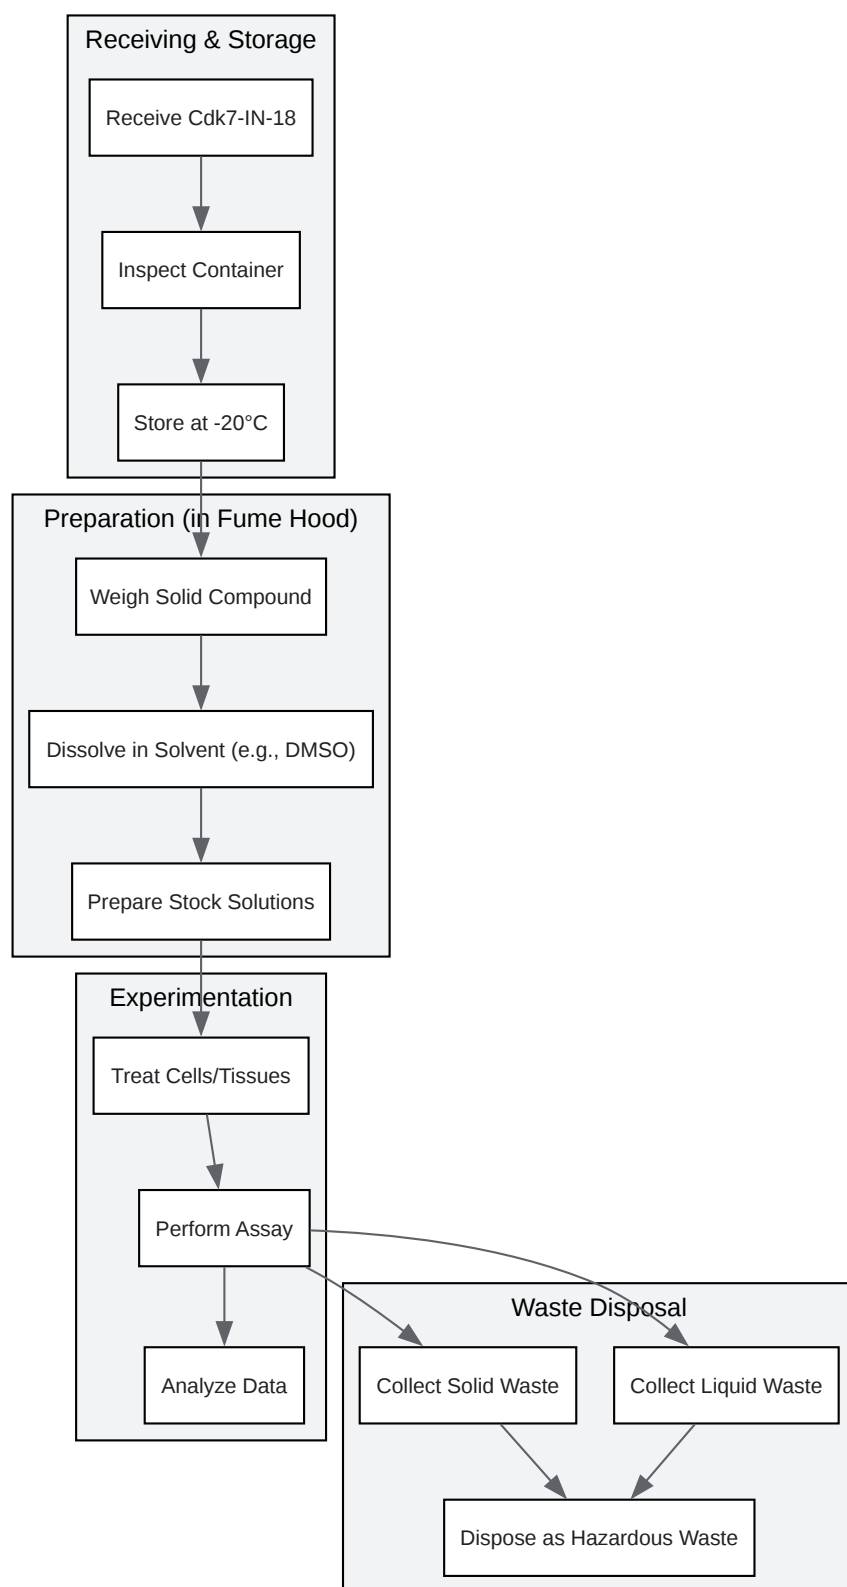 Receiving & Storage
Receive Cdk7-IN-18
Inspect Container
Store at -20°C
Preparation (in Fume Hood)
Weigh Solid Compound
Dissolve in Solvent (e.g., DMSO)
Prepare Stock Solutions
Experimentation
Treat Cells/Tissues
Perform Assay
Analyze Data
Waste Disposal
Collect Solid Waste
Collect Liquid Waste
Dispose as Hazardous Waste